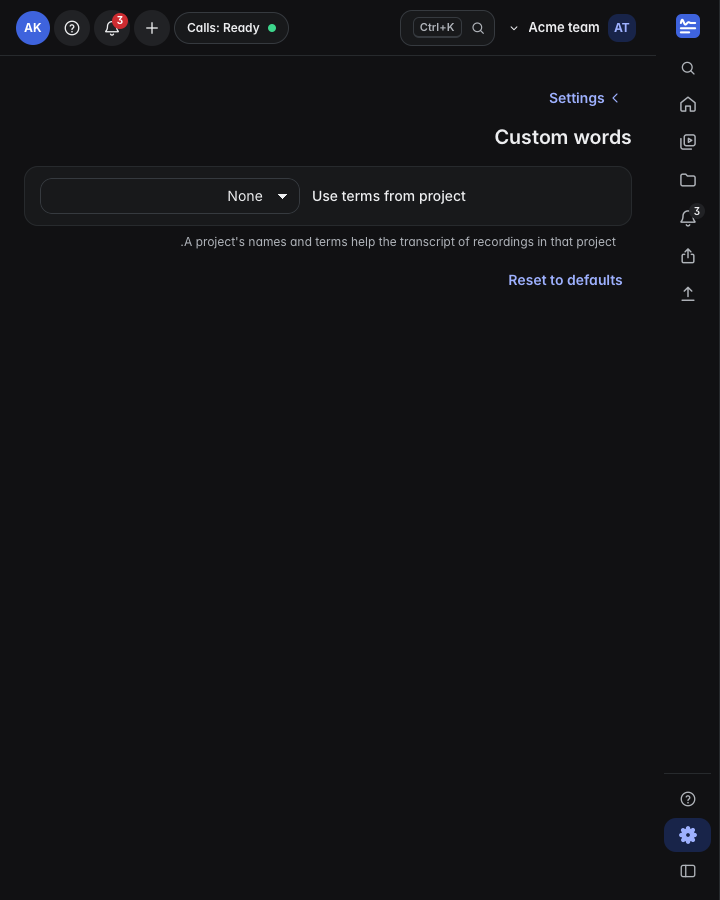 AK
3
Calls: Ready
Ctrl+K
Acme team
AT
Settings
Custom words
Use terms from project
None
.A project's names and terms help the transcript of recordings in that project
Reset to defaults
3